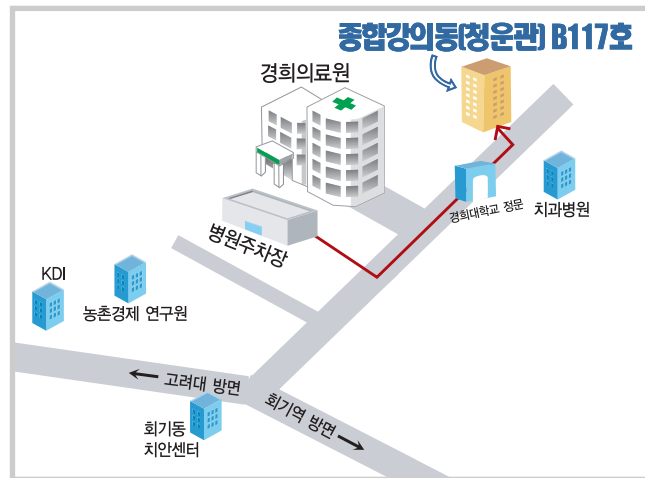 종합강의동(청운관) B117호
경희의료원
경희대학교 정문
치과병원
병원주차장
KDI
농촌경제 연구원
고려대 방면
회기역 방면
회기동
치안센터